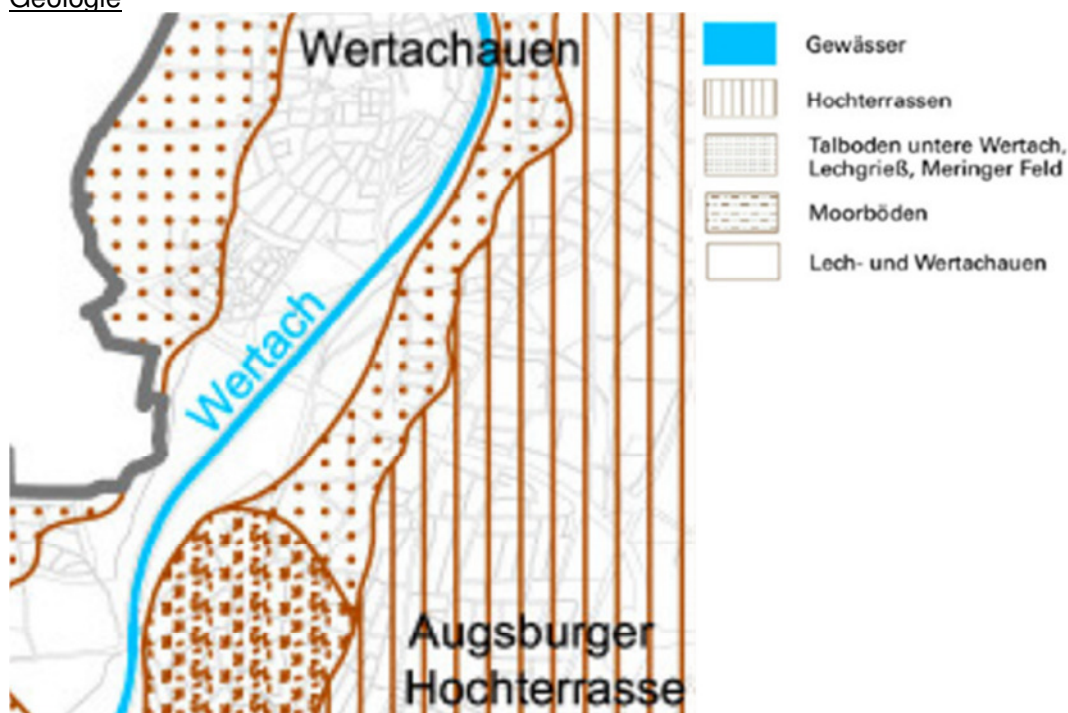 Geologie
Wertachauen
Wertach
Augsburger
Hochterrasse
Gewässer
Hochterrassen
Talboden untere Wertach,
Lechgrieß, Meringer Feld
Moorböden
Lech- und Wertachauen